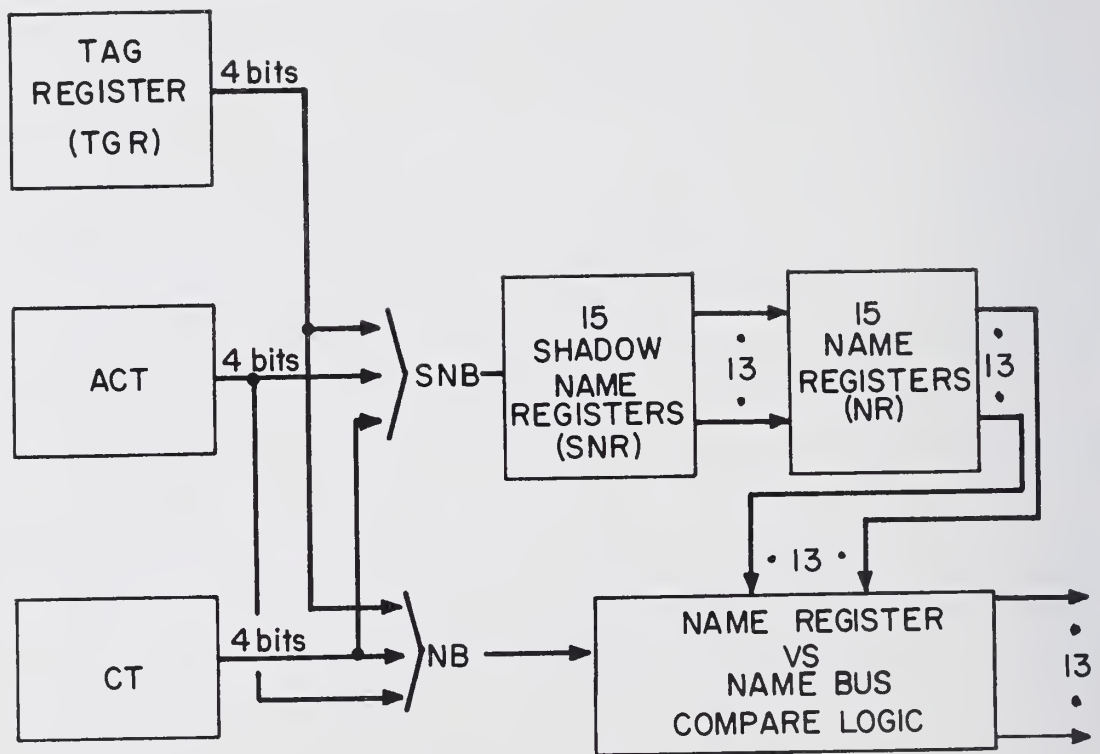 TAG
REGISTER
(TGR)
4 bits
ACT
4 bits
SNB
15
SHADOW
NAME
REGISTERS
(SNR)
13
15
NAME
REGISTERS
(NR)
13
13
CT
4 bits
NB
NAME REGISTER
VS
NAME BUS
COMPARE LOGIC
13